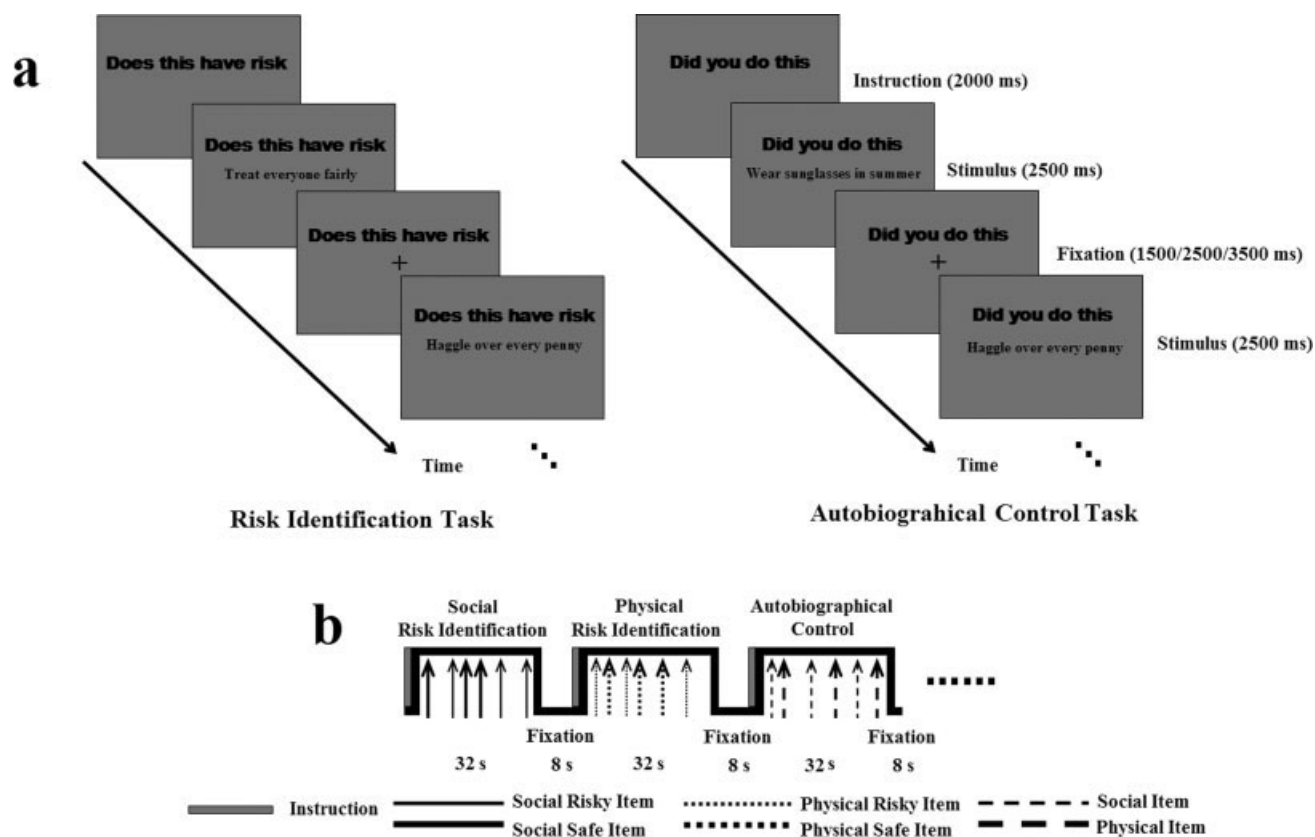 a
Does this have risk
Does this have risk
Treat everyone fairly
Does this have risk
+
Does this have risk
Haggle over every penny
Time
Risk Identification Task
Did you do this
Instruction (2000 ms)
Did you do this
Wear sunglasses in summer
Stimulus (2500 ms)
Did you do this
+
Fixation (1500/2500/3500 ms)
Did you do this
Haggle over every penny
Stimulus (2500 ms)
Time
Autobiograhical Control Task
b
Social
Risk Identification
Physical
Risk Identification
Autobiographical
Control
Fixation
Fixation
Fixation
32 s
8 s
32 s
8 s
32 s
8 s
Instruction
Social Risky Item
Social Safe Item
Physical Risky Item
Physical Safe Item
Social Item
Physical Item